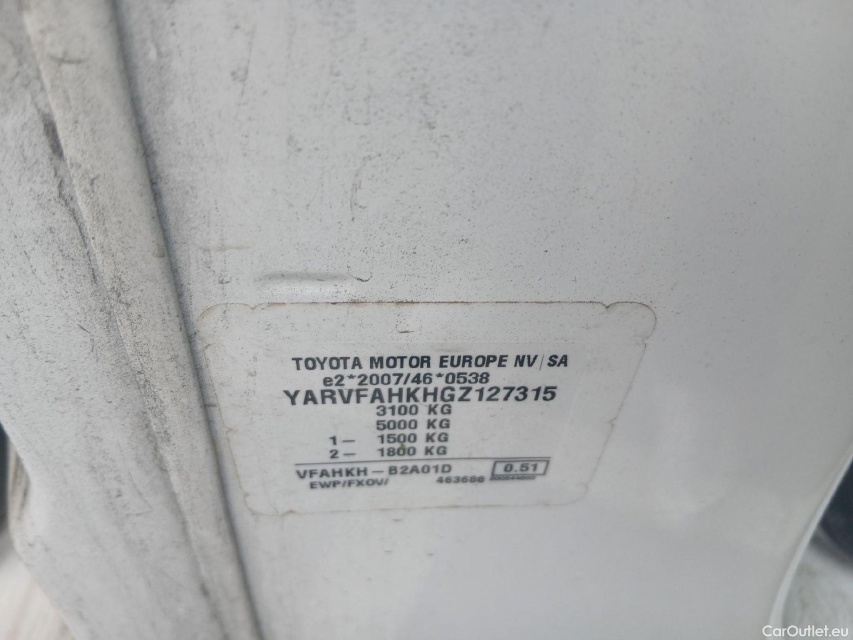 TOYOTA MOTOR EUROPE NV/SA
e2*2007/46*0538
YARVFAHKHGZ127315
3100 KG
5000 KG
1- 1500 KG
2- 1800 KG
VFAHKH-B2A01D 0.51
EWP/FXOV/ 463688
CarOutlet.eu